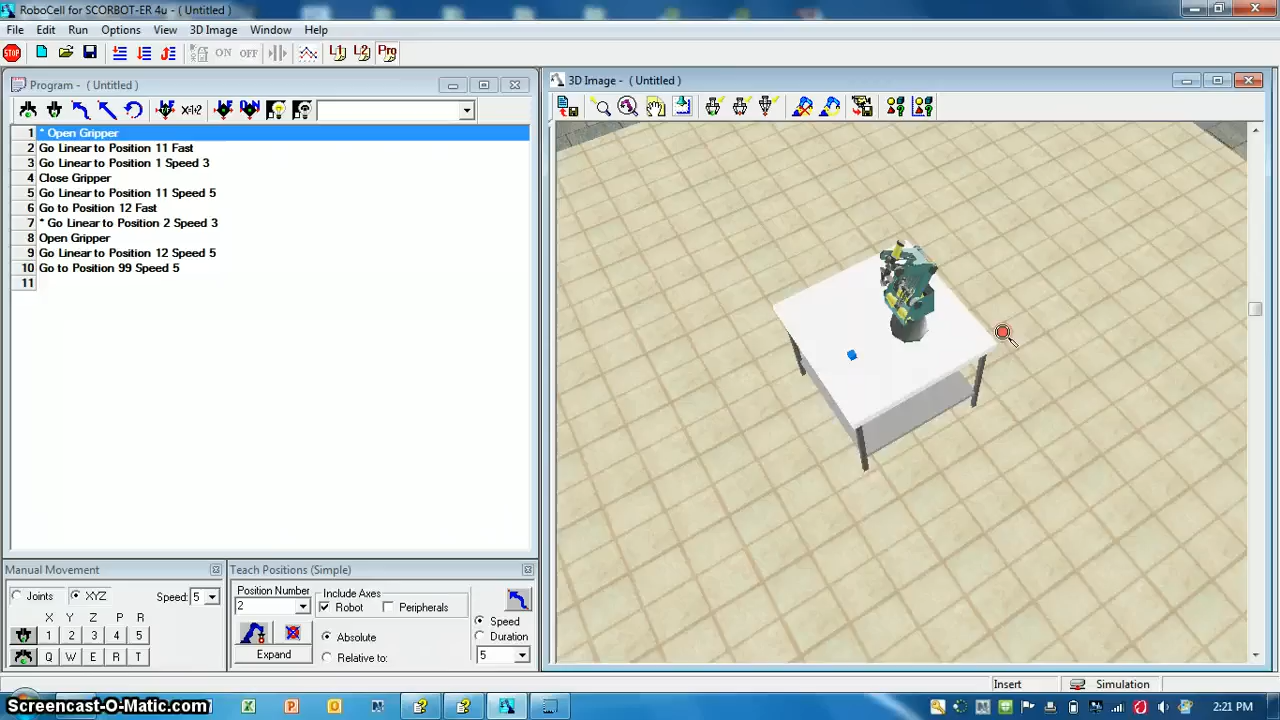 RoboCell for SCORBOT-ER 4u - (Untitled )
File Edit Run Options View 3D Image Window Help
STOP ON OFF L1 L2 Prg
Program - (Untitled )
3D Image - ( Untitled )
1 * Open Gripper
2 Go Linear to Position 11 Fast
3 Go Linear to Position 1 Speed 3
4 Close Gripper
5 Go Linear to Position 11 Speed 5
6 Go to Position 12 Fast
7 * Go Linear to Position 2 Speed 3
8 Open Gripper
9 Go Linear to Position 12 Speed 5
10 Go to Position 99 Speed 5
11
Manual Movement
Joints XYZ Speed: 5
X Y Z P R
1 2 3 4 5
Q W E R T
Teach Positions (Simple)
Position Number
2
Include Axes
Robot Peripherals
Expand
Absolute
Relative to:
Speed
Duration
5
Insert Simulation
Screencast-O-Matic.com
2:21 PM